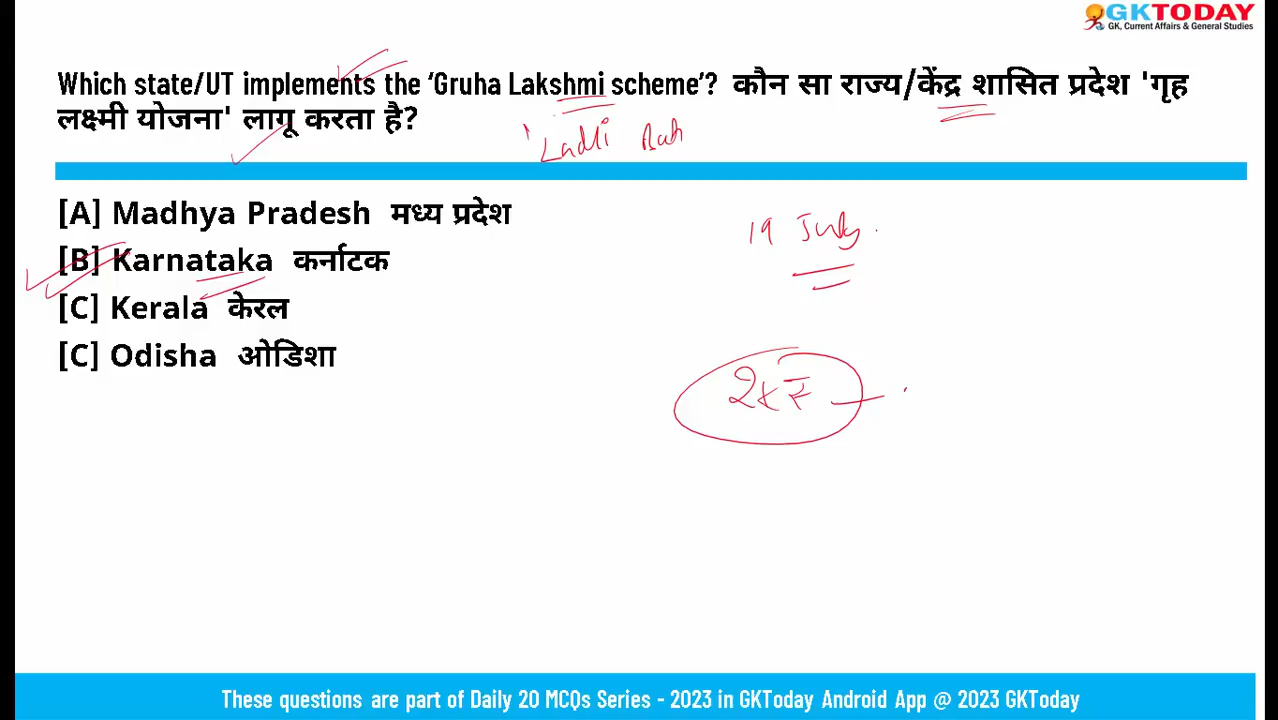 GKTODAY
GK, Current Affairs & General Studies
Which state/UT implements the ‘Gruha Lakshmi scheme’? कौन सा राज्य/केंद्र शासित प्रदेश 'गृह
लक्ष्मी योजना' लागू करता है?
Ladli Bah
[A] Madhya Pradesh मध्य प्रदेश
19 July
[B] Karnataka कर्नाटक
[C] Kerala केरल
[C] Odisha ओडिशा
2K ₹
These questions are part of Daily 20 MCQs Series - 2023 in GKToday Android App @ 2023 GKToday